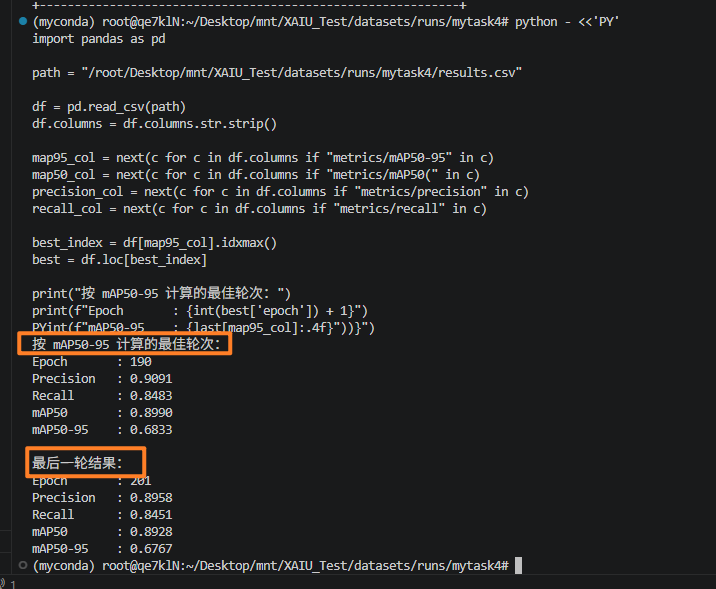 +------------------------------------------------------+
(myconda) root@qe7klN:~/Desktop/mnt/XAIU_Test/datasets/runs/mytask4# python - <<'PY'
import pandas as pd
path = "/root/Desktop/mnt/XAIU_Test/datasets/runs/mytask4/results.csv"
df = pd.read_csv(path)
df.columns = df.columns.str.strip()
map95_col = next(c for c in df.columns if "metrics/mAP50-95" in c)
map50_col = next(c for c in df.columns if "metrics/mAP50(" in c)
precision_col = next(c for c in df.columns if "metrics/precision" in c)
recall_col = next(c for c in df.columns if "metrics/recall" in c)
best_index = df[map95_col].idxmax()
best = df.loc[best_index]
print("按 mAP50-95 计算的最佳轮次：")
print(f"Epoch      : {int(best['epoch']) + 1}")
PYint(f"mAP50-95   : {last[map95_col]:.4f}"))}")
按 mAP50-95 计算的最佳轮次：
Epoch      : 190
Precision  : 0.9091
Recall     : 0.8483
mAP50      : 0.8990
mAP50-95   : 0.6833
最后一轮结果：
Epoch      : 201
Precision  : 0.8958
Recall     : 0.8451
mAP50      : 0.8928
mAP50-95   : 0.6767
(myconda) root@qe7klN:~/Desktop/mnt/XAIU_Test/datasets/runs/mytask4#
1